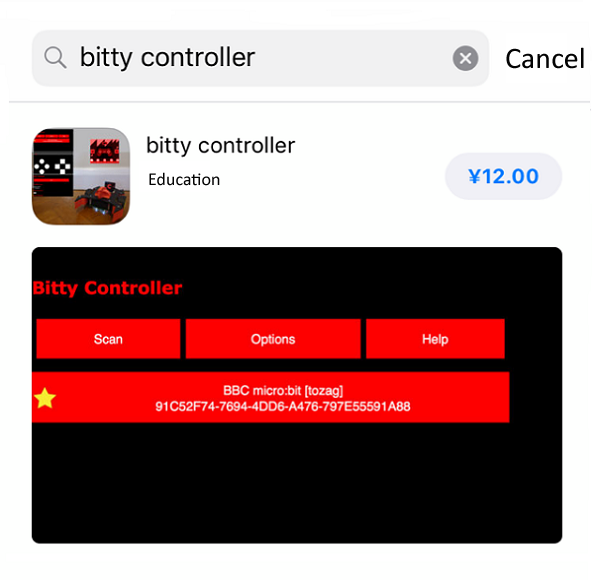 bitty controller
Cancel
bitty controller
Education
¥12.00
Bitty Controller
Scan
Options
Help
BBC micro:bit [tozag]
91C52F74-7694-4DD6-A476-797E55591A88